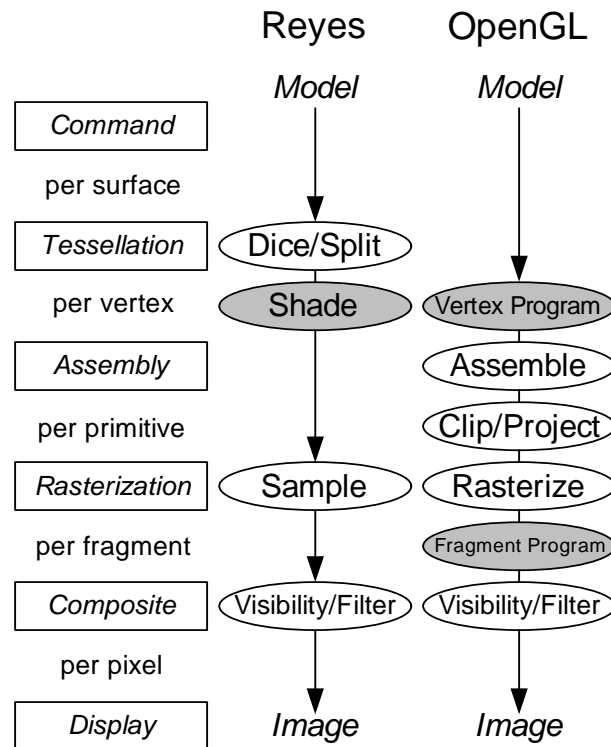 Reyes OpenGL
Model Model
Command
per surface
Tessellation Dice/Split
per vertex Shade Vertex Program
Assembly Assemble
per primitive Clip/Project
Rasterization Sample Rasterize
per fragment Fragment Program
Composite Visibility/Filter Visibility/Filter
per pixel
Display Image Image